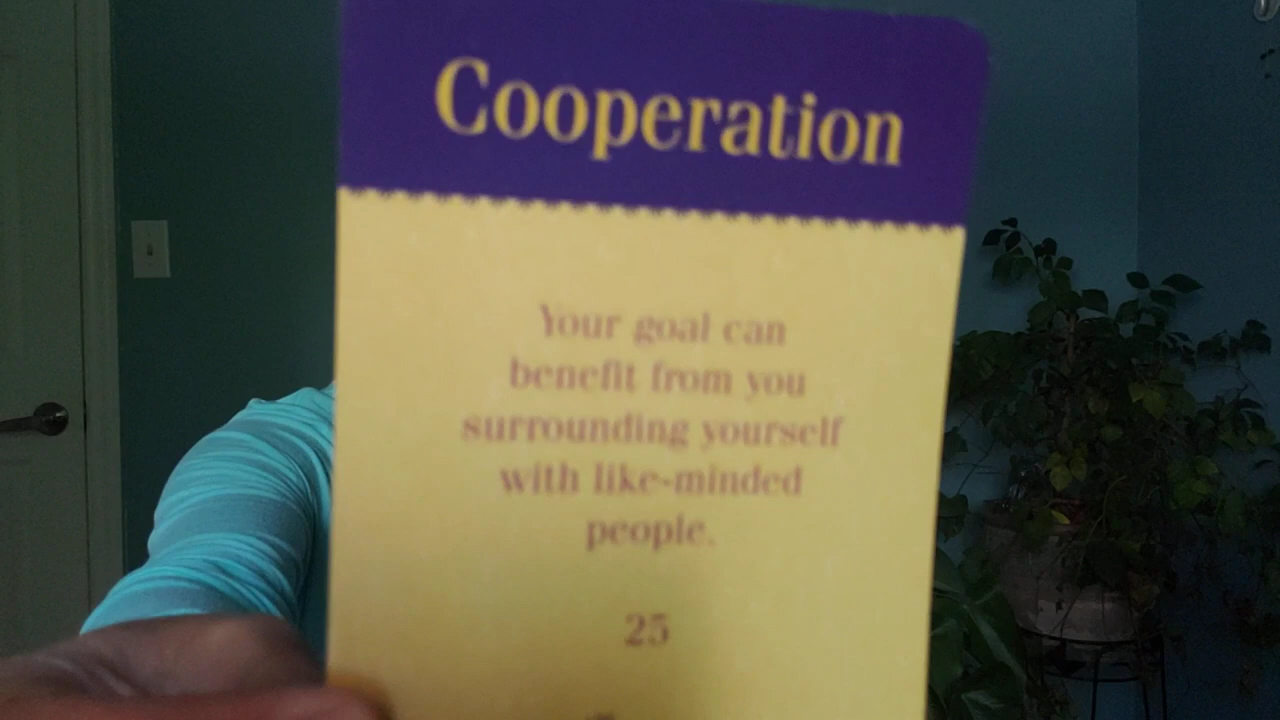 Cooperation
Your goal can
benefit from you
surrounding yourself
with like-minded
people.
25